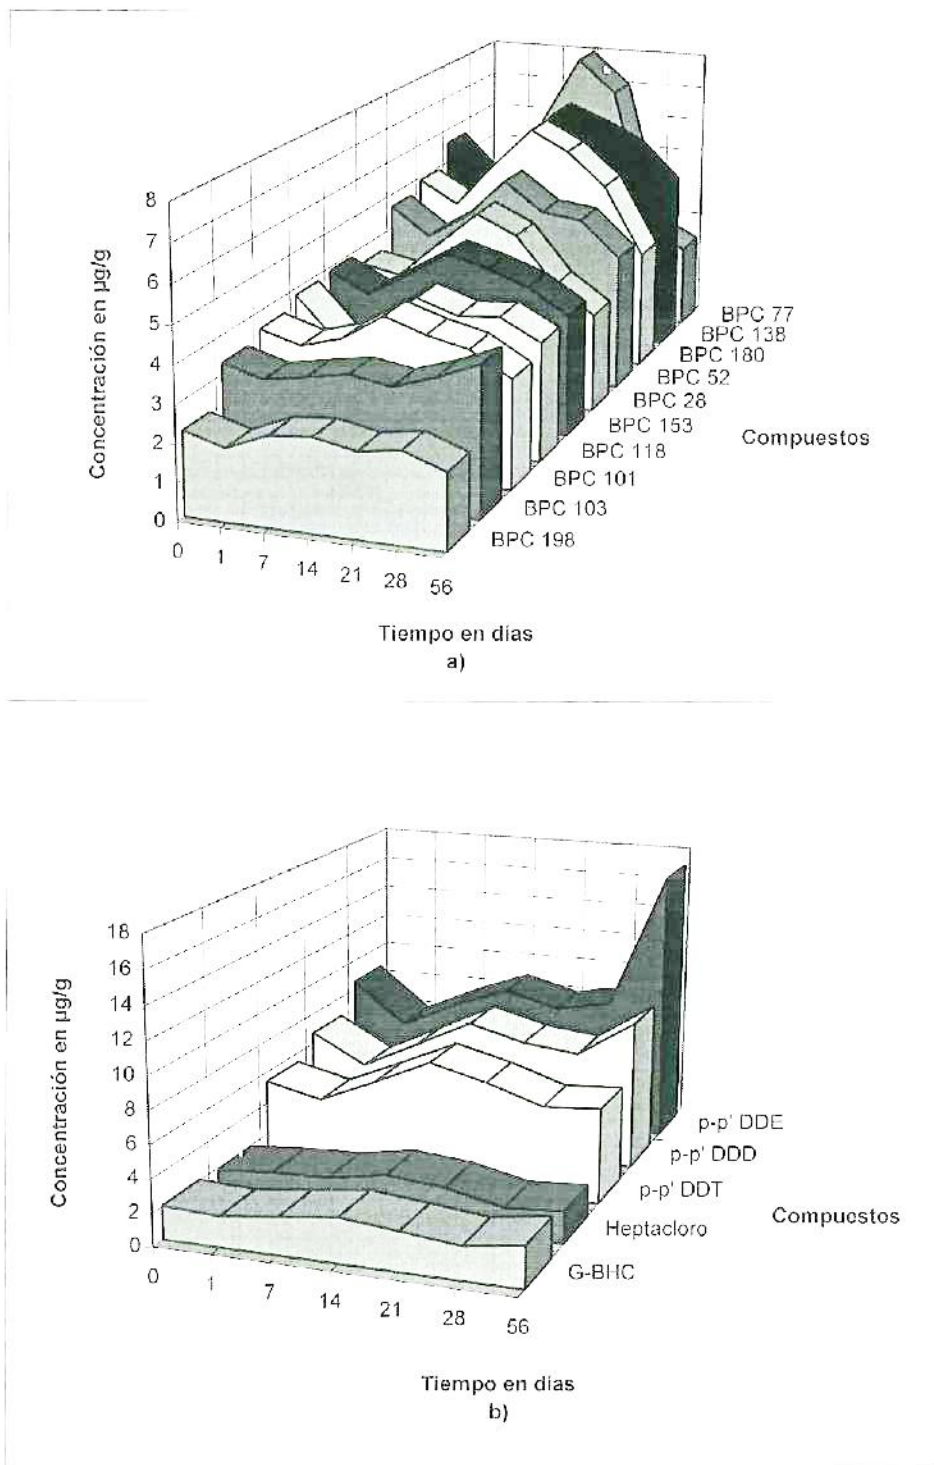 8
7
6
5
4
3
2
1
0
Concentración en µg/g
0 1 7 14 21 28 56
BPC 77
BPC 138
BPC 180
BPC 52
BPC 28
BPC 153
BPC 118
BPC 101
BPC 103
BPC 198
Compuestos
Tiempo en días
a)
18
16
14
12
10
8
6
4
2
0
Concentración en µg/g
0 1 7 14 21 28 56
p-p' DDE
p-p' DDD
p-p' DDT
Heptacloro
G-BHC
Compuestos
Tiempo en días
b)